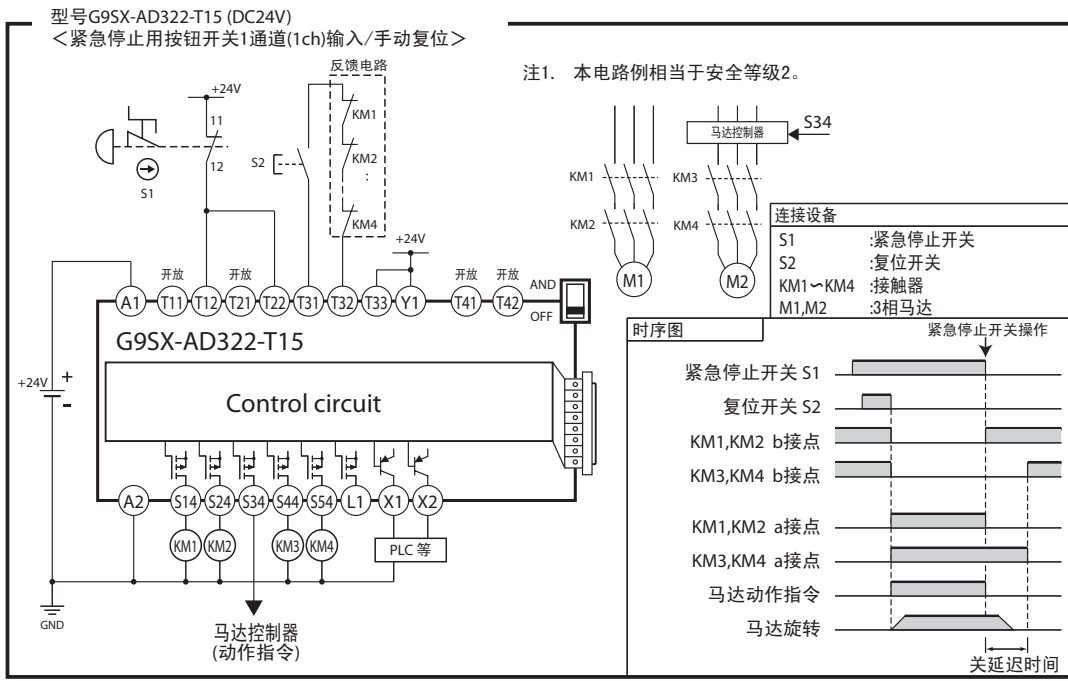 型号G9SX-AD322-T15 (DC24V)
＜紧急停止用按钮开关1通道(1ch)输入/手动复位＞
注1. 本电路例相当于安全等级2。
反馈电路
+24V
11
12
S1
S2
KM1
KM2
:
KM4
+24V
马达控制器
S34
KM1
KM3
KM2
KM4
M1
M2
连接设备
S1 :紧急停止开关
S2 :复位开关
KM1～KM4 :接触器
M1,M2 :3相马达
开放 开放 开放 开放
A1 T11 T12 T21 T22 T31 T32 T33 Y1 T41 T42
AND
OFF
G9SX-AD322-T15
+24V
+
-
Control circuit
A2 S14 S24 S34 S44 S54 L1 X1 X2
KM1 KM2 KM3 KM4
PLC 等
GND
马达控制器
(动作指令)
时序图
紧急停止开关操作
紧急停止开关 S1
复位开关 S2
KM1,KM2 b接点
KM3,KM4 b接点
KM1,KM2 a接点
KM3,KM4 a接点
马达动作指令
马达旋转
关延迟时间